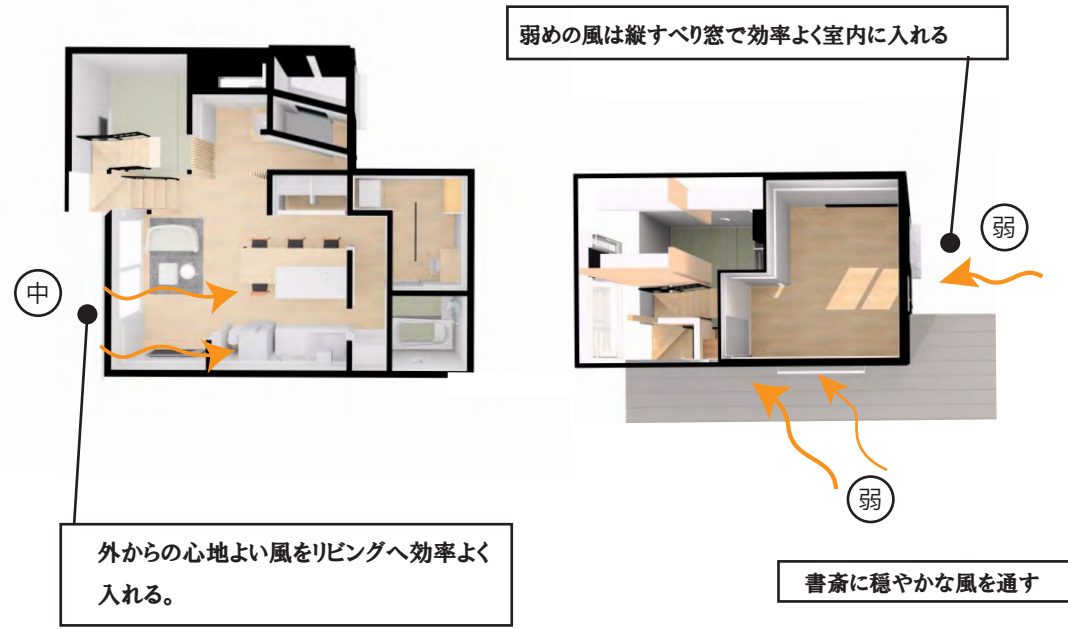 弱めの風は縦すべり窓で効率よく室内に入れる
弱
中
弱
外からの心地よい風をリビングへ効率よく
入れる。
書斎に穏やかな風を通す